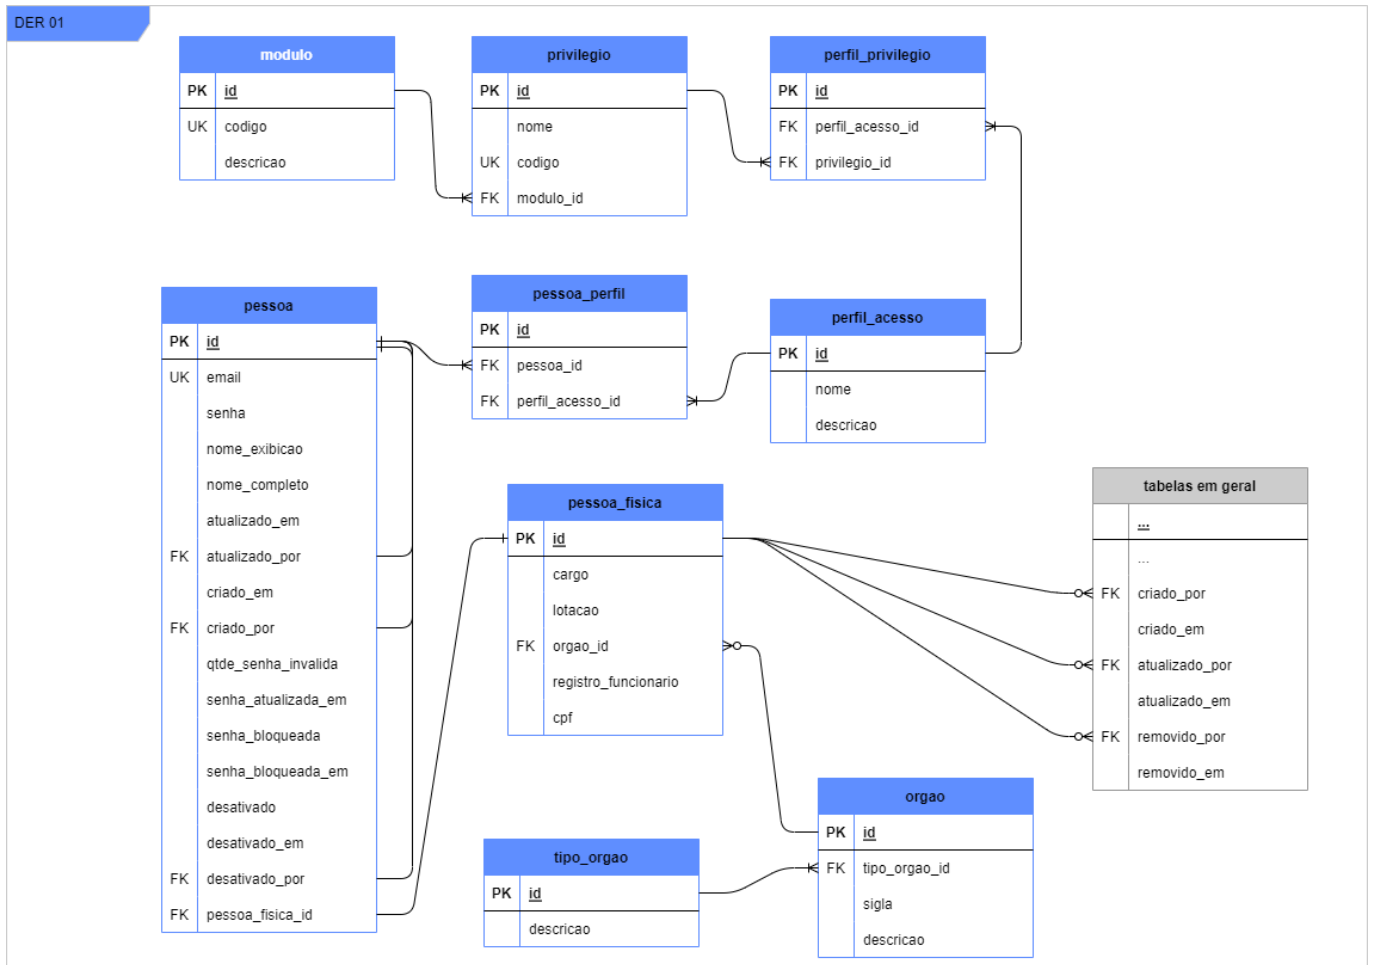 DER 01
modulo
PK id
UK codigo
descricao
privilegio
PK id
nome
UK codigo
FK modulo_id
perfil_privilegio
PK id
FK perfil_acesso_id
FK privilegio_id
pessoa
PK id
UK email
senha
nome_exibicao
nome_completo
atualizado_em
FK atualizado_por
criado_em
FK criado_por
qtde_senha_invalida
senha_atualizada_em
senha_bloqueada
senha_bloqueada_em
desativado
desativado_em
FK desativado_por
FK pessoa_fisica_id
pessoa_perfil
PK id
FK pessoa_id
FK perfil_acesso_id
perfil_acesso
PK id
nome
descricao
pessoa_fisica
PK id
cargo
lotacao
FK orgao_id
registro_funcionario
cpf
tabelas em geral
...
...
FK criado_por
criado_em
FK atualizado_por
atualizado_em
FK removido_por
removido_em
tipo_orgao
PK id
descricao
orgao
PK id
FK tipo_orgao_id
sigla
descricao